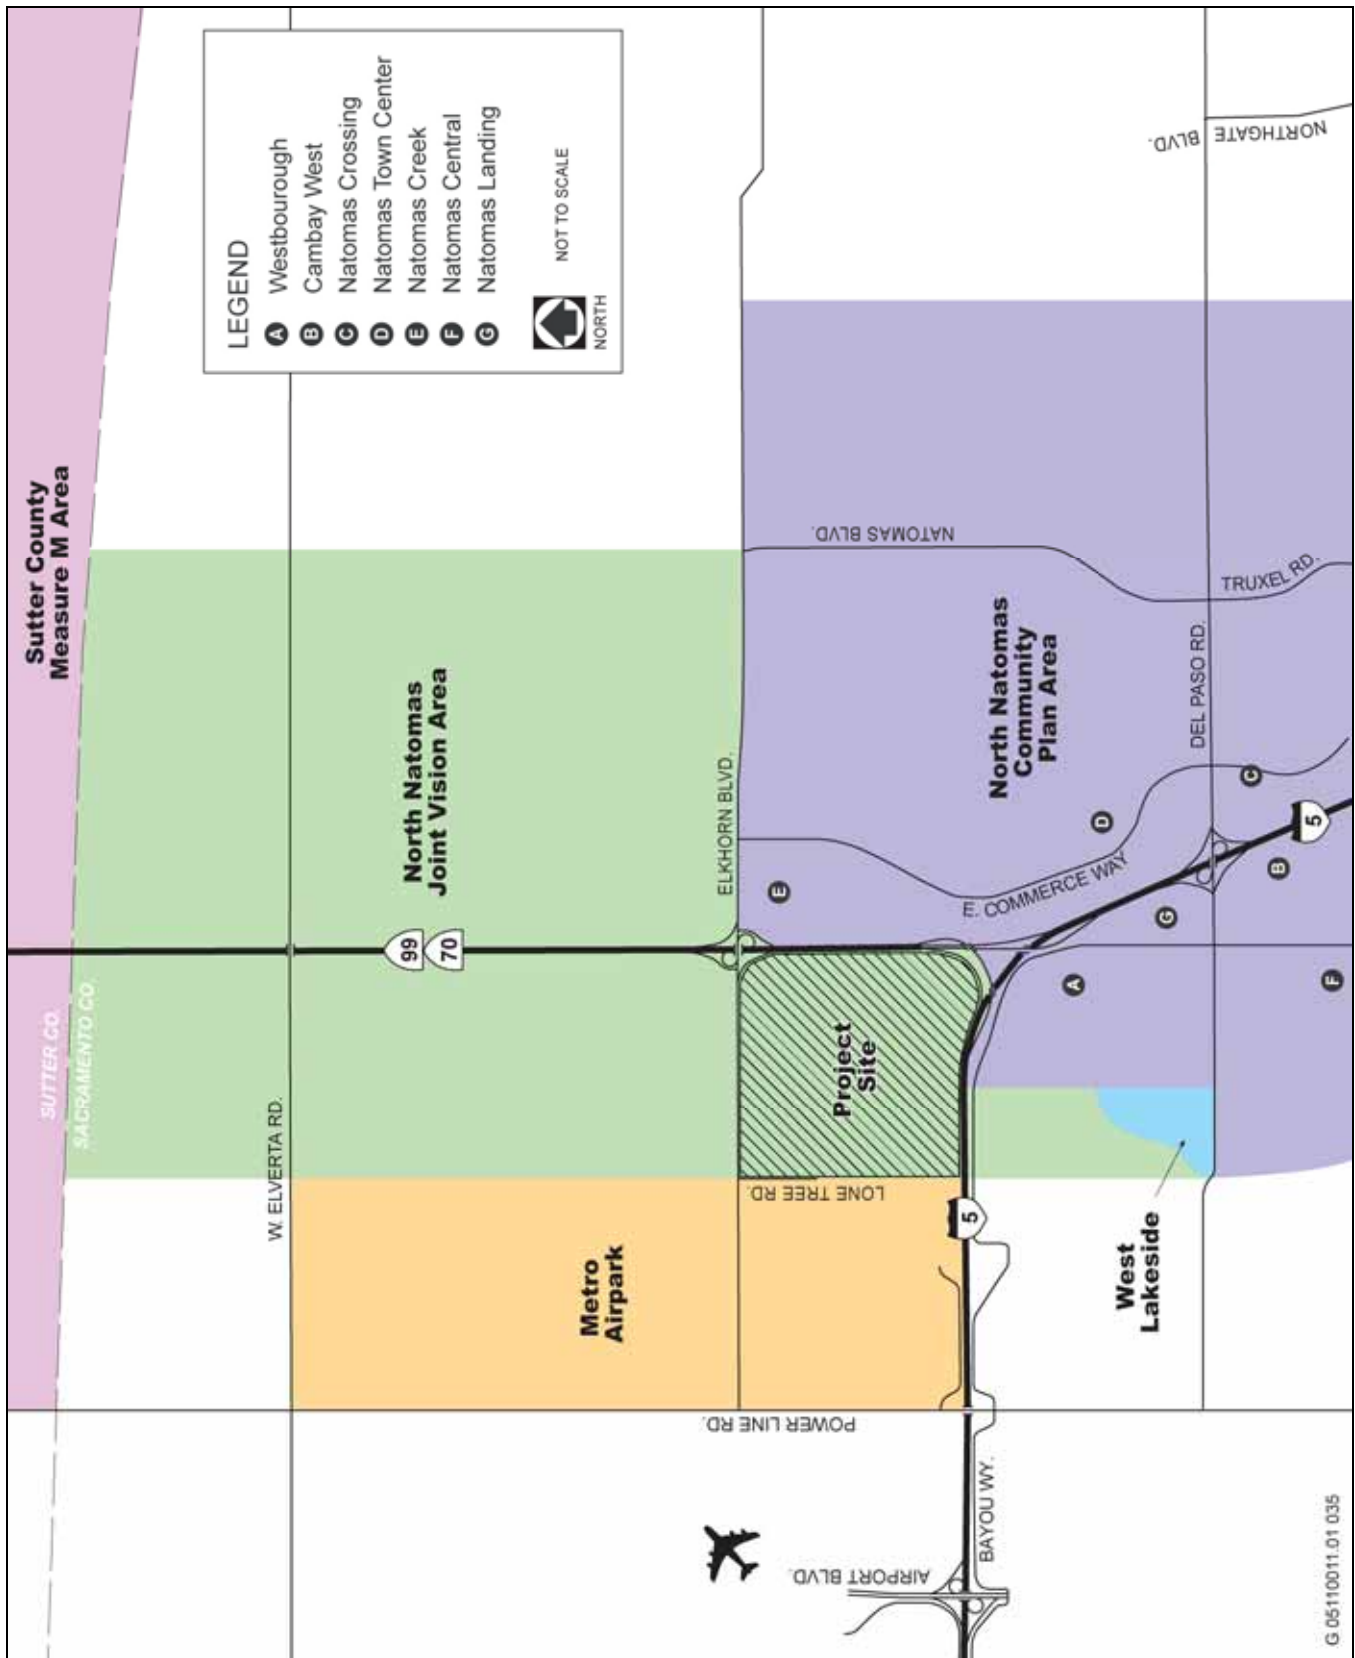 Sutter County
Measure M Area
SUTTER CO.
SACRAMENTO CO.
LEGEND
A Westbourough
B Cambay West
C Natomas Crossing
D Natomas Town Center
E Natomas Creek
F Natomas Central
G Natomas Landing
NORTH
NOT TO SCALE
W. ELVERTA RD.
99
70
North Natomas
Joint Vision Area
Metro
Airpark
ELKHORN BLVD.
POWER LINE RD.
LONE TREE RD.
Project
Site
E
NATOMAS BLVD.
AIRPORT BLVD.
5
BAYOU WY.
E. COMMERCE WAY
North Natomas
Community
Plan Area
A
D
G
West
Lakeside
DEL PASO RD.
NORTHGATE BLVD.
TRUXEL RD.
C
B
5
F
G 05110011.01 035